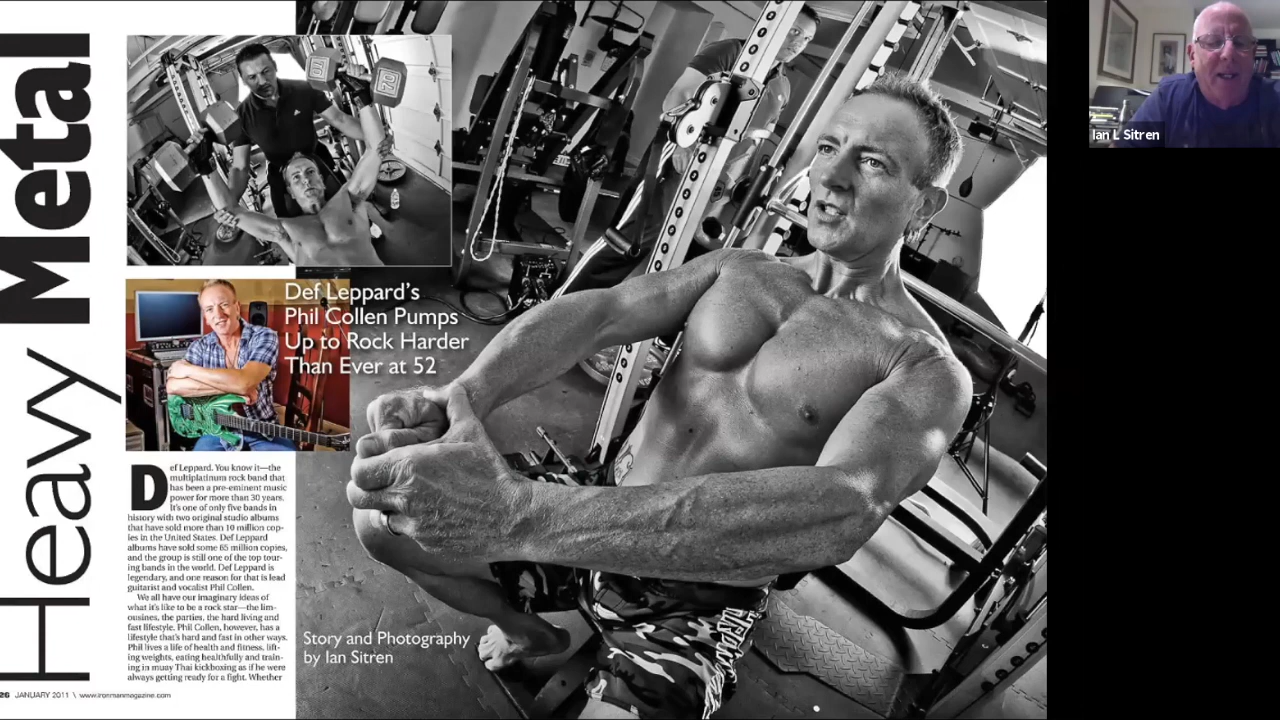 Heavy Metal
Def Leppard's
Phil Collen Pumps
Up to Rock Harder
Than Ever at 52
Def Leppard. You know it—the
multiplatinum rock band that
has been a pre-eminent music
power for more than 30 years.
It's one of only five bands in
history with two original studio albums
that have sold more than 10 million cop-
ies in the United States. Def Leppard
albums have sold some 65 million copies,
and the group is still one of the top tour-
ing bands in the world. Def Leppard is
legendary, and one reason for that is lead
guitarist and vocalist Phil Collen.
We all have our imaginary ideas of
what it's like to be a rock star—the lim-
ousines, the parties, the hard living and
fast lifestyle. Phil Collen, however, has a
lifestyle that's hard and fast in other ways.
Phil lives a life of health and fitness, lift-
ing weights, eating healthfully and train-
ing in muay Thai kickboxing as if he were
always getting ready for a fight. Whether
Story and Photography
by Ian Sitren
26 JANUARY 2011 \ www.ironmanmagazine.com
70
Ian L Sitren